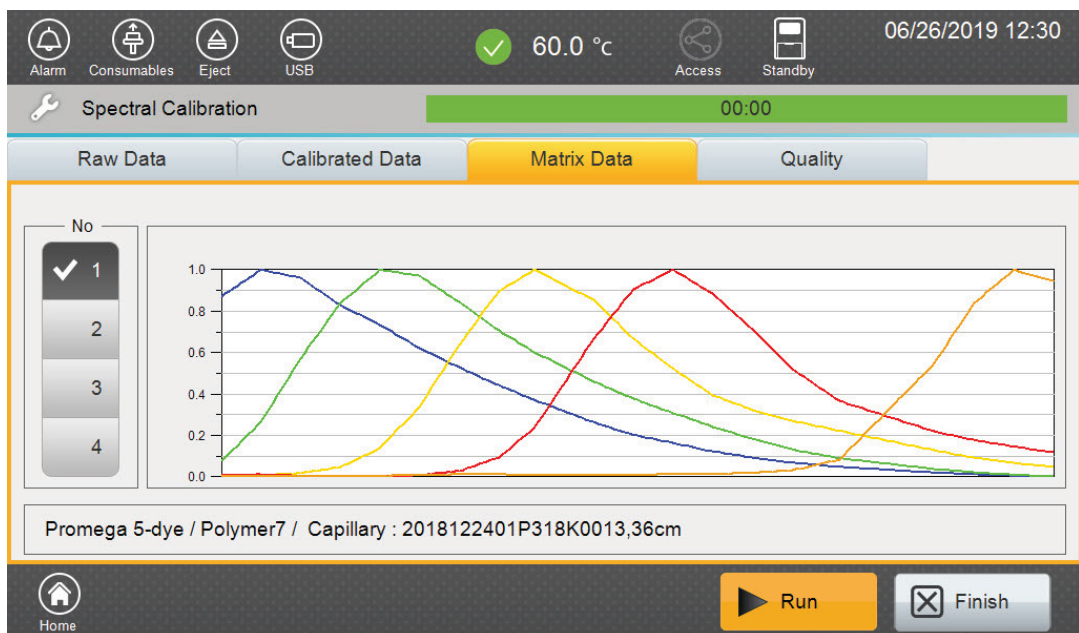 Alarm
Consumables
Eject
USB
60.0 °c
Access
Standby
06/26/2019 12:30
Spectral Calibration
00:00
Raw Data
Calibrated Data
Matrix Data
Quality
No
1
2
3
4
1.0
0.8
0.6
0.4
0.2
0.0
Promega 5-dye / Polymer7 / Capillary : 2018122401P318K0013,36cm
Home
Run
Finish